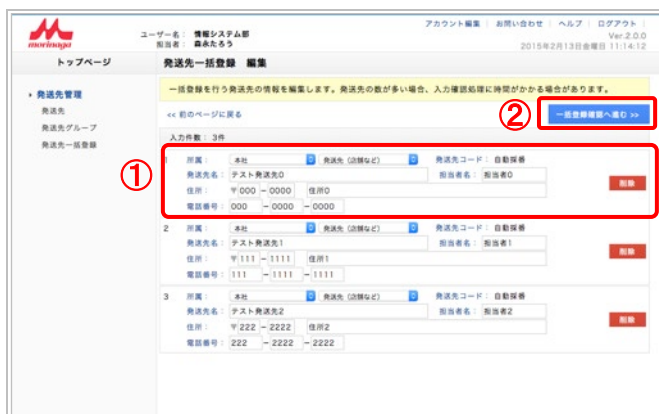 morinaga
ユーザー名： 情報システム部
担当者： 森永たろう
アカウント編集 | お問い合わせ | ヘルプ | ログアウト |
Ver.2.0.0
2015年2月13日金曜日 11:14:12
トップページ
発送先一括登録 編集
発送先管理
発送先
発送先グループ
発送先一括登録
一括登録を行う発送先の情報を編集します。発送先の数が多い場合、入力確認処理に時間がかかる場合があります。
<< 前のページに戻る
②
一括登録確認へ進む >>
入力件数： 3件
①
1 所属： 本社 発送先（店舗など） 発送先コード： 自動採番
発送先名： テスト発送先0 担当者名： 担当者0
削除
住所： 〒000 - 0000 住所0
電話番号： 000 - 0000 - 0000
2 所属： 本社 発送先（店舗など） 発送先コード： 自動採番
発送先名： テスト発送先1 担当者名： 担当者1
削除
住所： 〒111 - 1111 住所1
電話番号： 111 - 1111 - 1111
3 所属： 本社 発送先（店舗など） 発送先コード： 自動採番
発送先名： テスト発送先2 担当者名： 担当者2
削除
住所： 〒222 - 2222 住所2
電話番号： 222 - 2222 - 2222